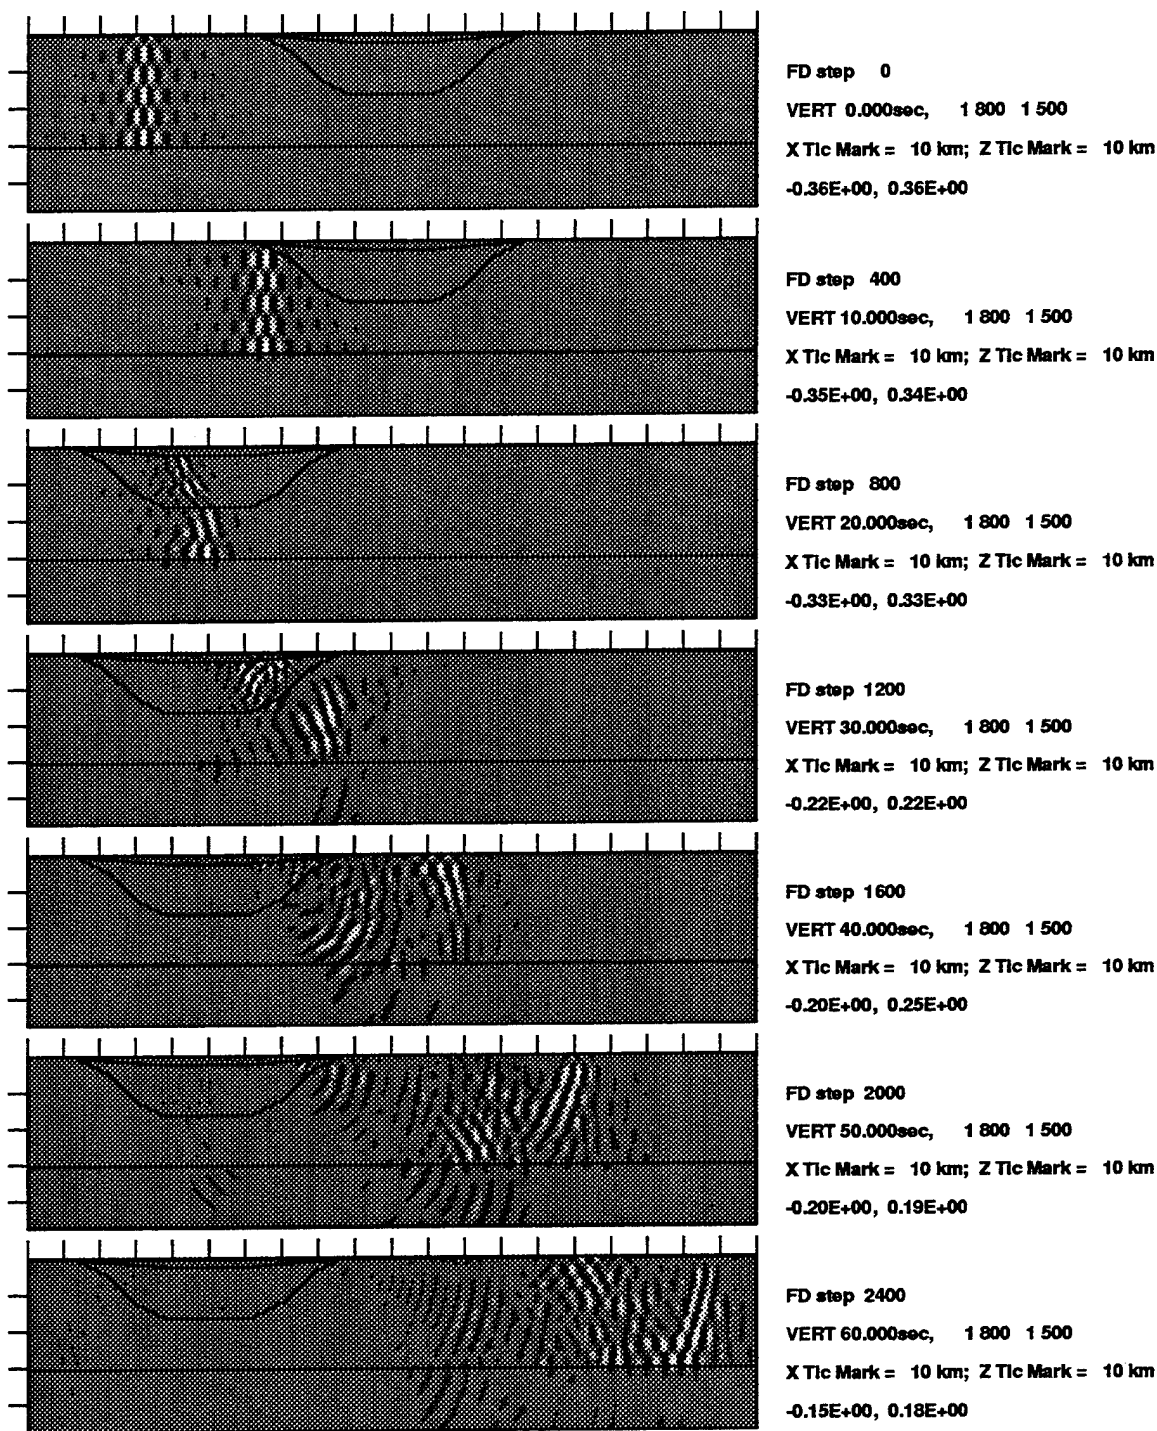 FD step 0
VERT 0.000sec, 1 800 1 500
X Tic Mark = 10 km; Z Tic Mark = 10 km
-0.36E+00, 0.36E+00
FD step 400
VERT 10.000sec, 1 800 1 500
X Tic Mark = 10 km; Z Tic Mark = 10 km
-0.35E+00, 0.34E+00
FD step 800
VERT 20.000sec, 1 800 1 500
X Tic Mark = 10 km; Z Tic Mark = 10 km
-0.33E+00, 0.33E+00
FD step 1200
VERT 30.000sec, 1 800 1 500
X Tic Mark = 10 km; Z Tic Mark = 10 km
-0.22E+00, 0.22E+00
FD step 1600
VERT 40.000sec, 1 800 1 500
X Tic Mark = 10 km; Z Tic Mark = 10 km
-0.20E+00, 0.25E+00
FD step 2000
VERT 50.000sec, 1 800 1 500
X Tic Mark = 10 km; Z Tic Mark = 10 km
-0.20E+00, 0.19E+00
FD step 2400
VERT 60.000sec, 1 800 1 500
X Tic Mark = 10 km; Z Tic Mark = 10 km
-0.15E+00, 0.18E+00